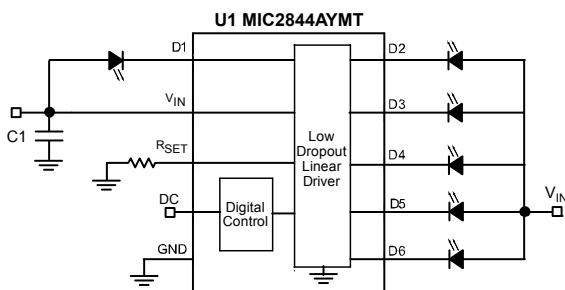 U1 MIC2844AYMT
D1
D2
VIN
D3
C1
RSET
Low
Dropout
Linear
Driver
D4
DC
Digital
Control
D5
VIN
GND
D6